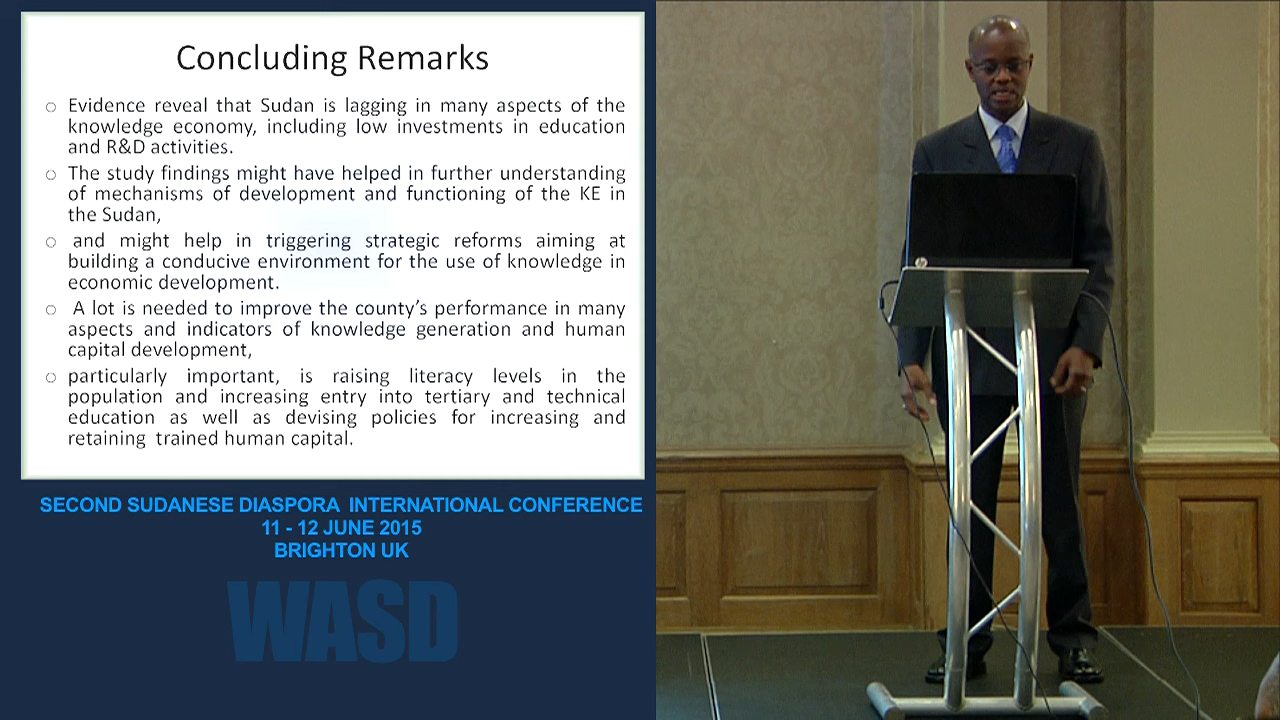 Concluding Remarks
○ Evidence reveal that Sudan is lagging in many aspects of the
knowledge economy, including low investments in education
and R&D activities.
○ The study findings might have helped in further understanding
of mechanisms of development and functioning of the KE in
the Sudan,
○ and might help in triggering strategic reforms aiming at
building a conducive environment for the use of knowledge in
economic development.
○ A lot is needed to improve the county's performance in many
aspects and indicators of knowledge generation and human
capital development,
○ particularly important, is raising literacy levels in the
population and increasing entry into tertiary and technical
education as well as devising policies for increasing and
retaining trained human capital.
SECOND SUDANESE DIASPORA INTERNATIONAL CONFERENCE
11 - 12 JUNE 2015
BRIGHTON UK
WASD
hp